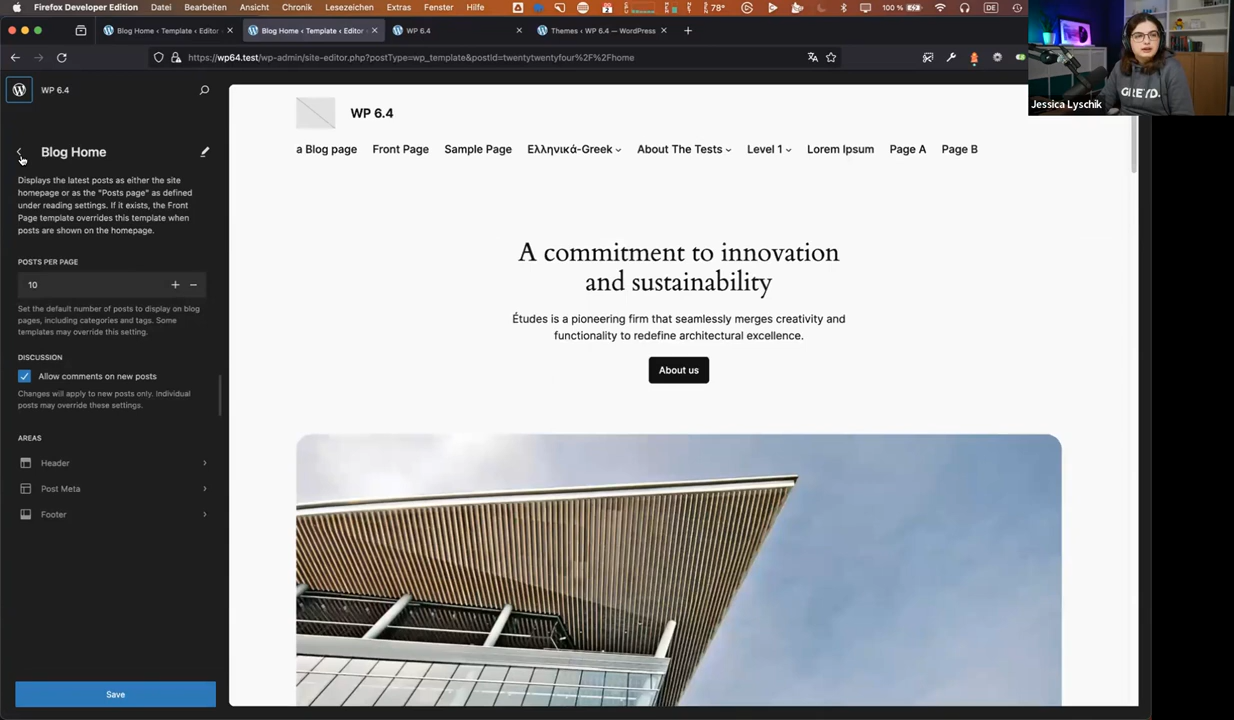 Firefox Developer Edition Datei Bearbeiten Ansicht Chronik Lesezeichen Extras Fenster Hilfe 78° 100 % DE
Blog Home ‹ Template ‹ Editor Blog Home ‹ Template ‹ Editor WP 6.4 Themes ‹ WP 6.4 — WordPress
https://wp64.test/wp-admin/site-editor.php?postType=wp_template&postId=twentytwentyfour%2F%2Fhome
Jessica Lyschik
GREYD.
WP 6.4
Blog Home
Displays the latest posts as either the
site homepage or as the "Posts page" as defined
under reading settings. If it exists, the Front
Page template overrides this template when
posts are shown on the homepage.
POSTS PER PAGE
10
Set the default number of posts to display on blog
pages, including categories and tags. Some
templates may override this setting.
DISCUSSION
Allow comments on new posts
Changes will apply to new posts only. Individual
posts may override these settings.
AREAS
Header
Post Meta
Footer
Save
WP 6.4
a Blog page Front Page Sample Page Ελληνικά-Greek About The Tests Level 1 Lorem Ipsum Page A Page B
A commitment to innovation
and sustainability
Études is a pioneering firm that seamlessly merges creativity and
functionality to redefine architectural excellence.
About us